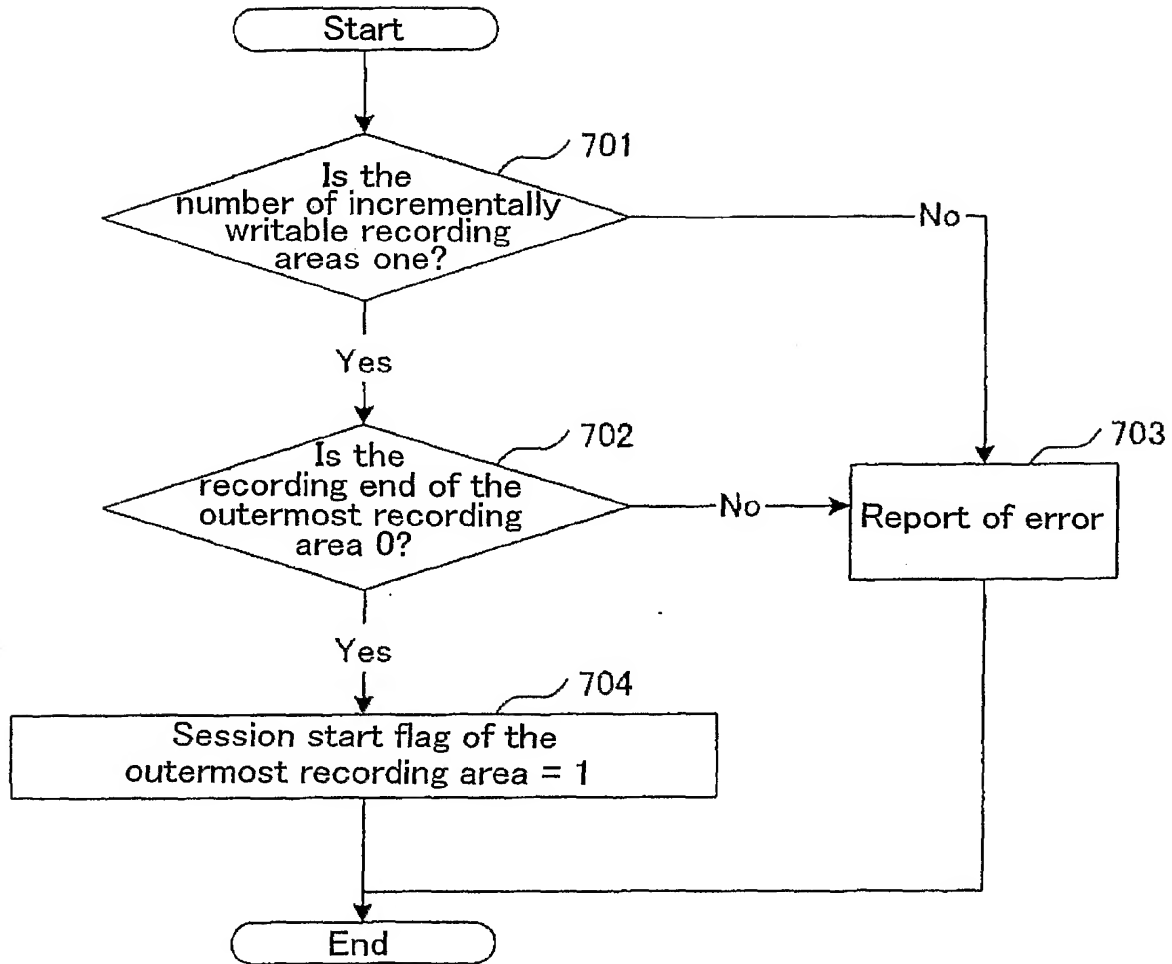 Start
701
Is the
number of incrementally
writable recording
areas one?
No
Yes
702
Is the
recording end of the
outermost recording
area 0?
No
703
Report of error
Yes
704
Session start flag of the
outermost recording area = 1
End